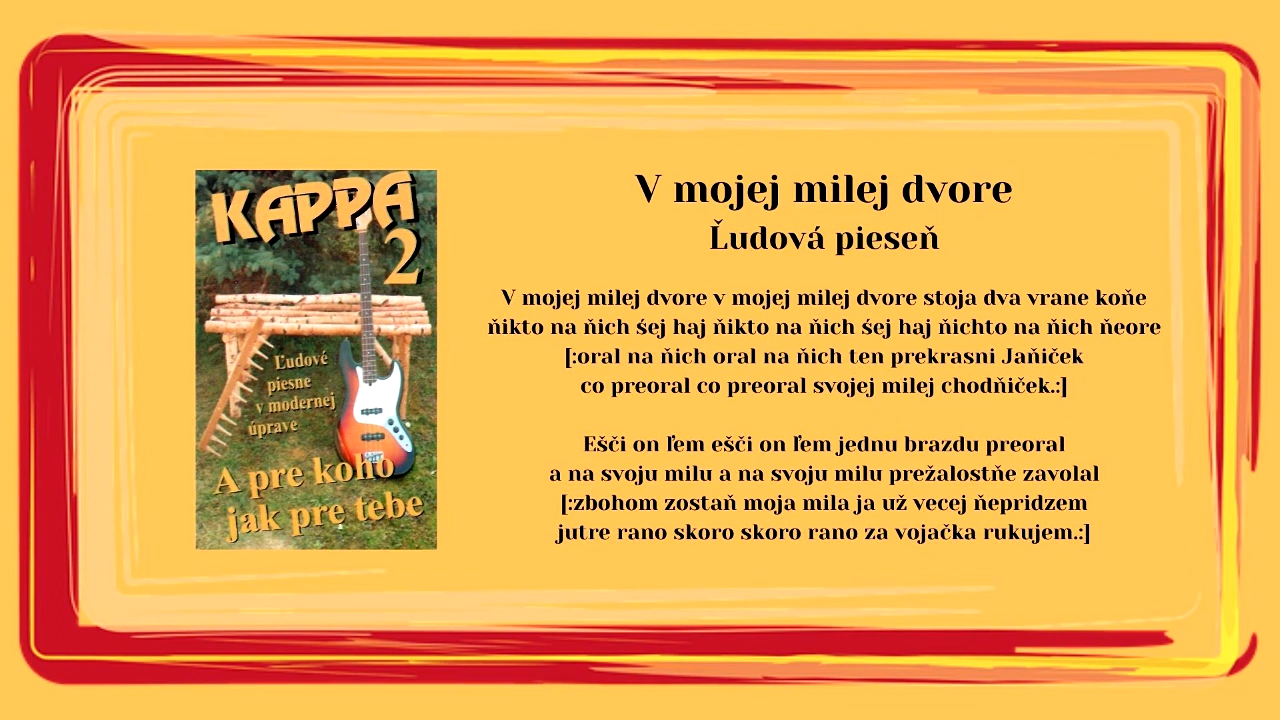 KAPPA
2
Ľudové
piesne
v modernej
úprave
A pre koho
jak pre tebe
V mojej milej dvore
Ľudová pieseň
V mojej milej dvore v mojej milej dvore stoja dva vrane koňe
ňikto na ňich śej haj ňikto na ňich śej haj ňichto na ňich ňeore
[:oral na ňich oral na ňich ten prekrasni Jaňiček
co preoral co preoral svojej milej chodňiček.:]
Ešči on ľem ešči on ľem jednu brazdu preoral
a na svoju milu a na svoju milu prežalostňe zavolal
[:zbohom zostaň moja mila ja už vecej ňepridzem
jutre rano skoro skoro rano za vojačka rukujem.:]